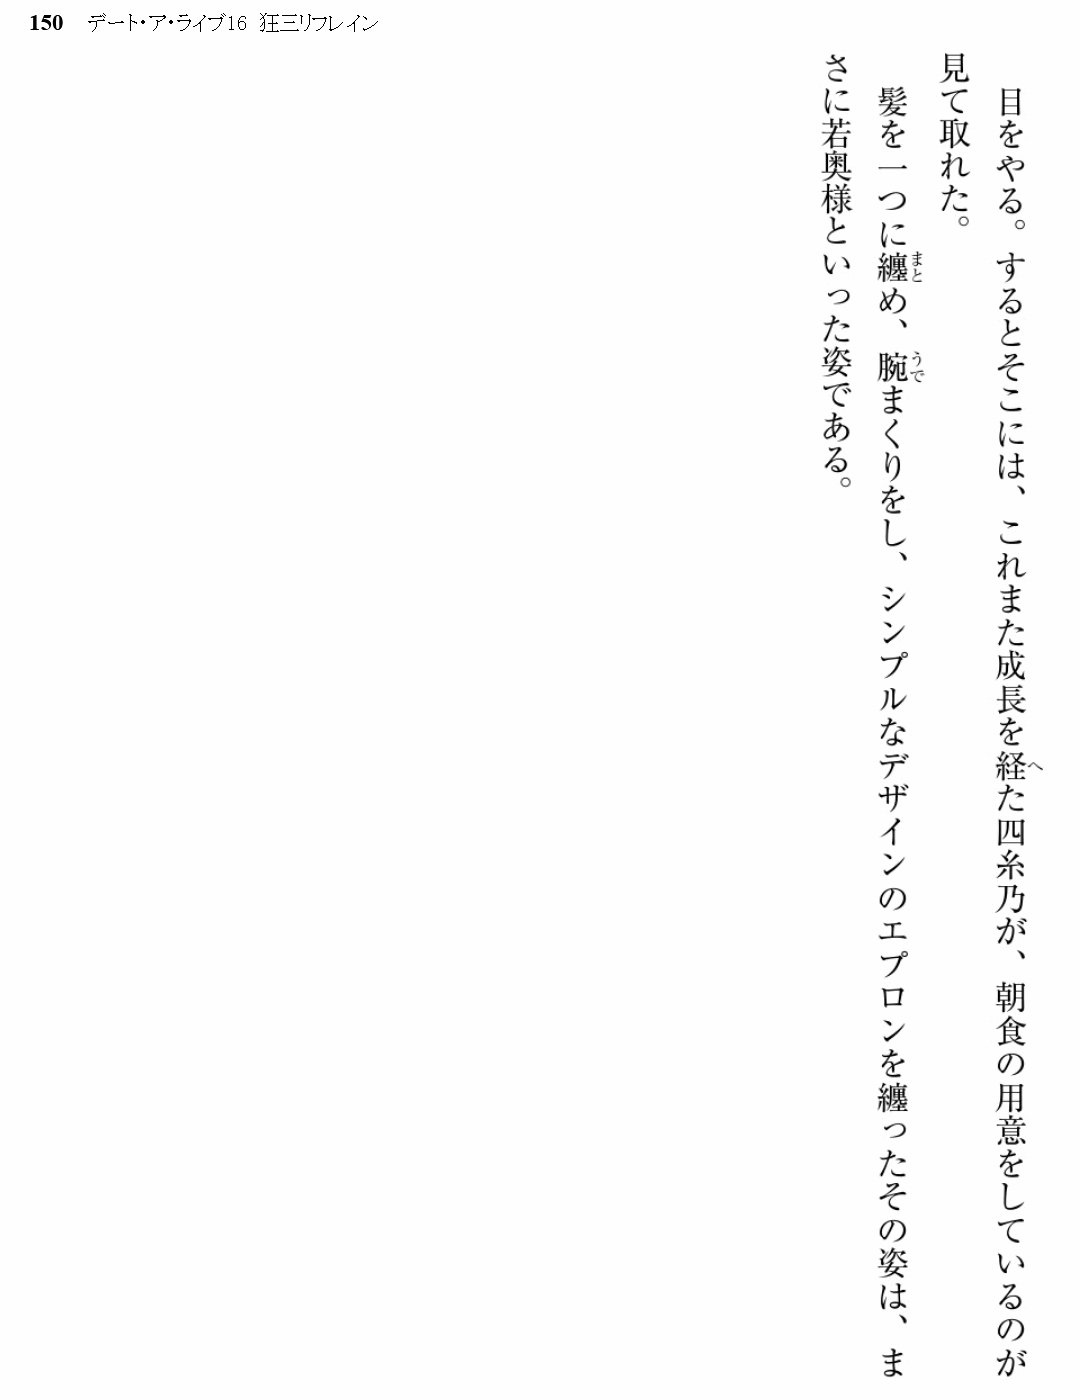 150 デート・ア・ライブ16 狂三リフレイン
目をやる。するとそこには、これまた成長を経た四糸乃が、朝食の用意をしているのが
見て取れた。
髪を一つに纏め、腕まくりをし、シンプルなデザインのエプロンを纏ったその姿は、ま
さに若奥様といった姿である。